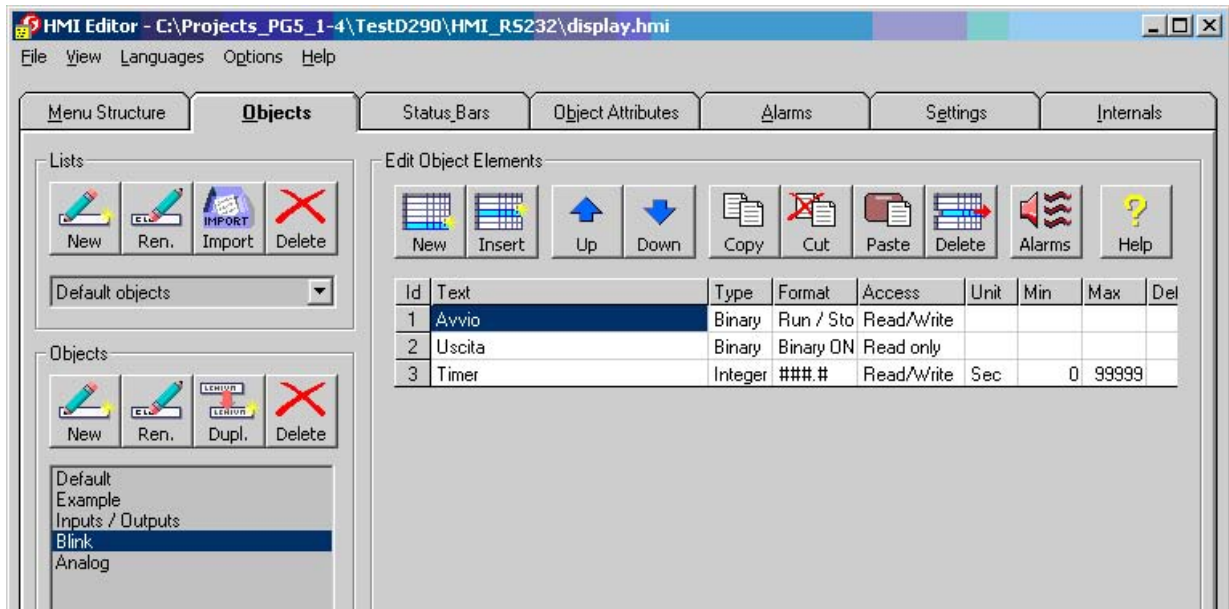 HMI Editor - C:\Projects_PG5_1-4\TestD290\HMI_RS232\display.hmi
File View Languages Options Help
Menu Structure Objects Status Bars Object Attributes Alarms Settings Internals
Lists
New Ren. IMPORT Import Delete
Default objects
Objects
New Ren. Dupl. Delete
Default
Example
Inputs / Outputs
Blink
Analog
Edit Object Elements
New Insert Up Down Copy Cut Paste Delete Alarms Help
Id Text Type Format Access Unit Min Max Del
1 Avvio Binary Run / Sto Read/Write
2 Uscita Binary Binary ON Read only
3 Timer Integer ###.# Read/Write Sec 0 99999